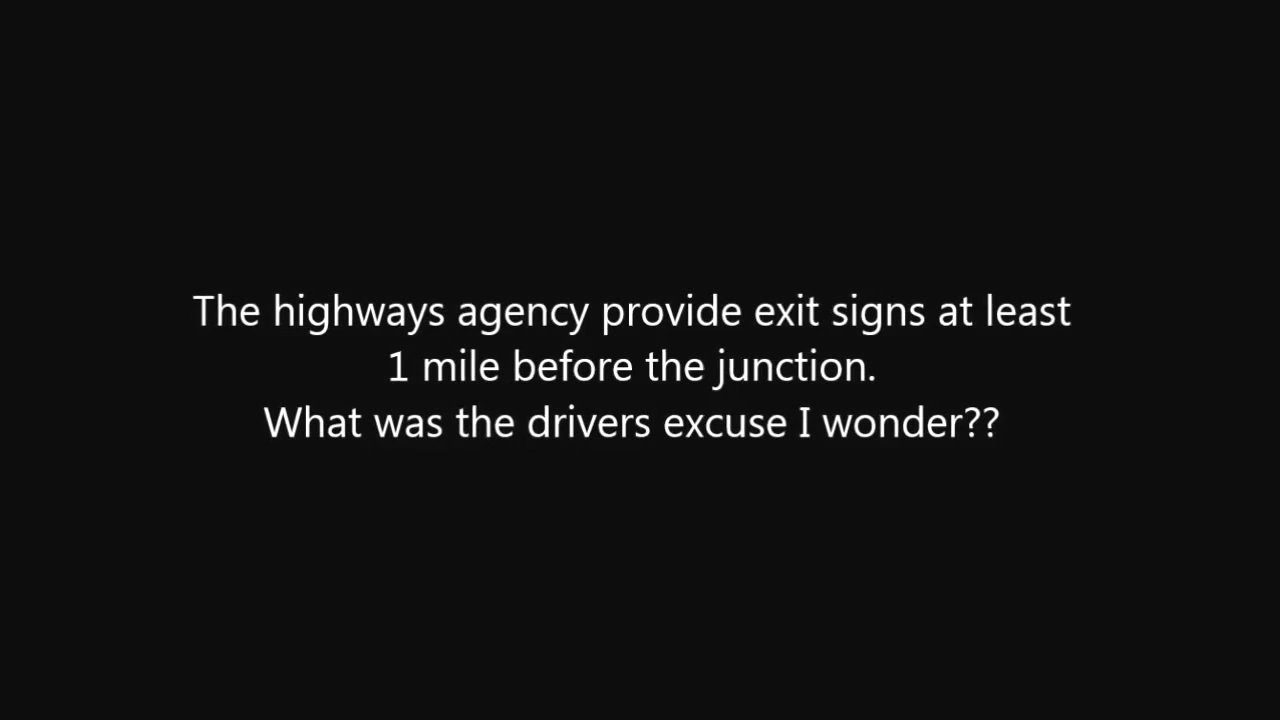 The highways agency provide exit signs at least
1 mile before the junction.
What was the drivers excuse I wonder??